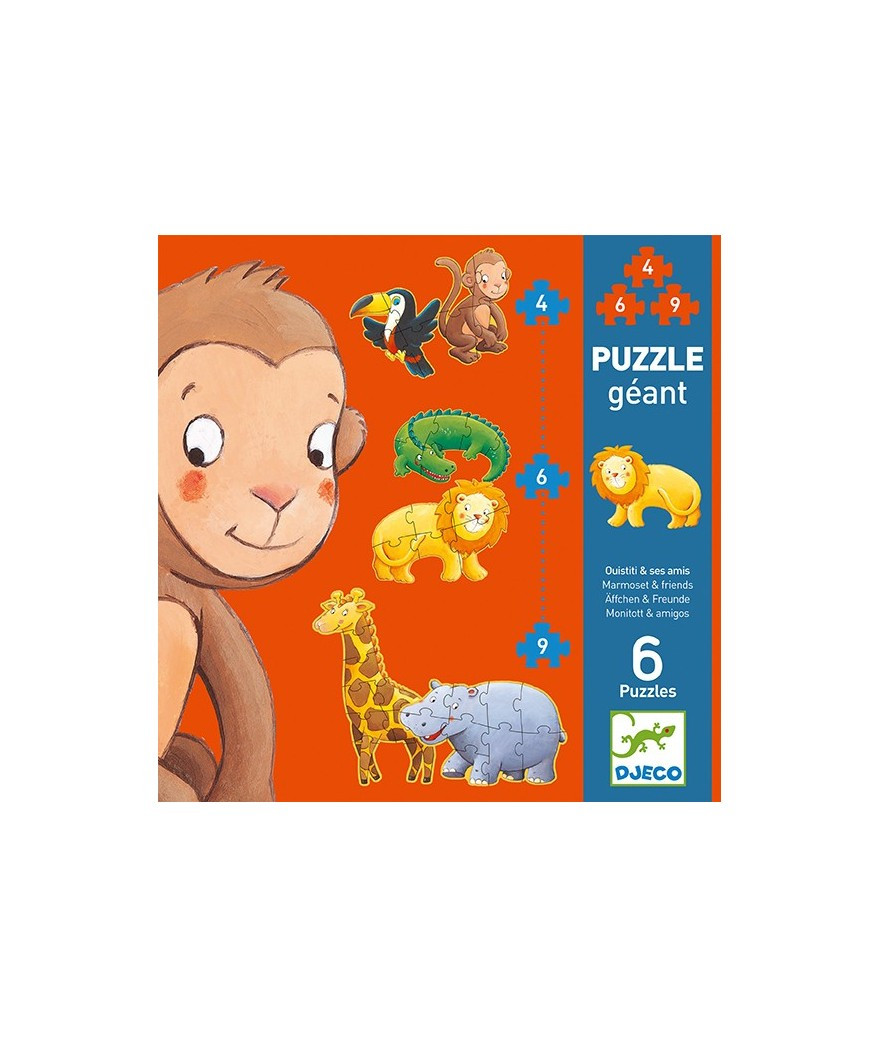 4
6
9
4
6 9
PUZZLE
géant
Ouistiti & ses amis
Marmoset & friends
Äffchen & Freunde
Monitott & amigos
6
Puzzles
DJECO